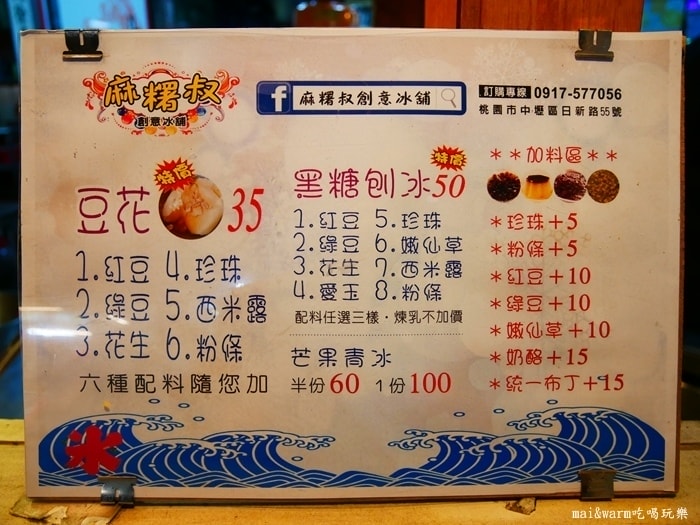 麻糬叔
創意冰舖
麻糬叔創意冰舖
訂購專線 0917-577056
桃園市中壢區日新路55號
豆花 特價 35
1.紅豆 4.珍珠
2.綠豆 5.西米露
3.花生 6.粉條
六種配料隨您加
黑糖刨冰 特價 50
1.紅豆 5.珍珠
2.綠豆 6.嫩仙草
3.花生 7.西米露
4.愛玉 8.粉條
配料任選三樣‧煉乳不加價
芒果青冰
半份 60 1份 100
＊＊加料區＊＊
＊珍珠+5
＊粉條+5
＊紅豆+10
＊綠豆+10
＊嫩仙草+10
＊奶酪+15
＊統一布丁+15
冰
mai&warm吃喝玩樂